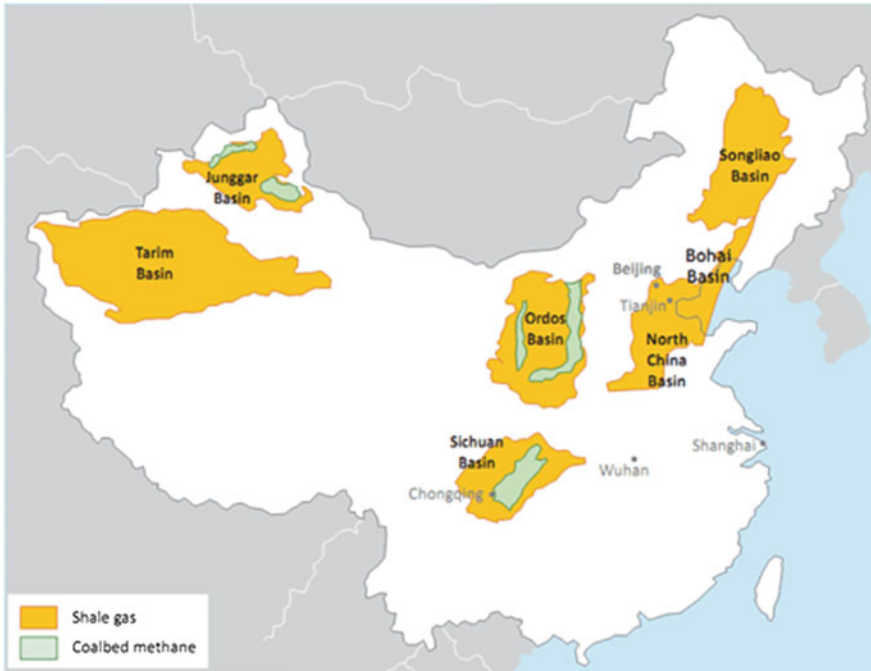 Songliao
Basin
Junggar
Basin
Tarim
Basin
Bohai
Basin
Beijing
Tianjin
Ordos
Basin
North
China
Basin
Sichuan
Basin
Shanghai
Wuhan
Chongqing
Shale gas
Coalbed methane